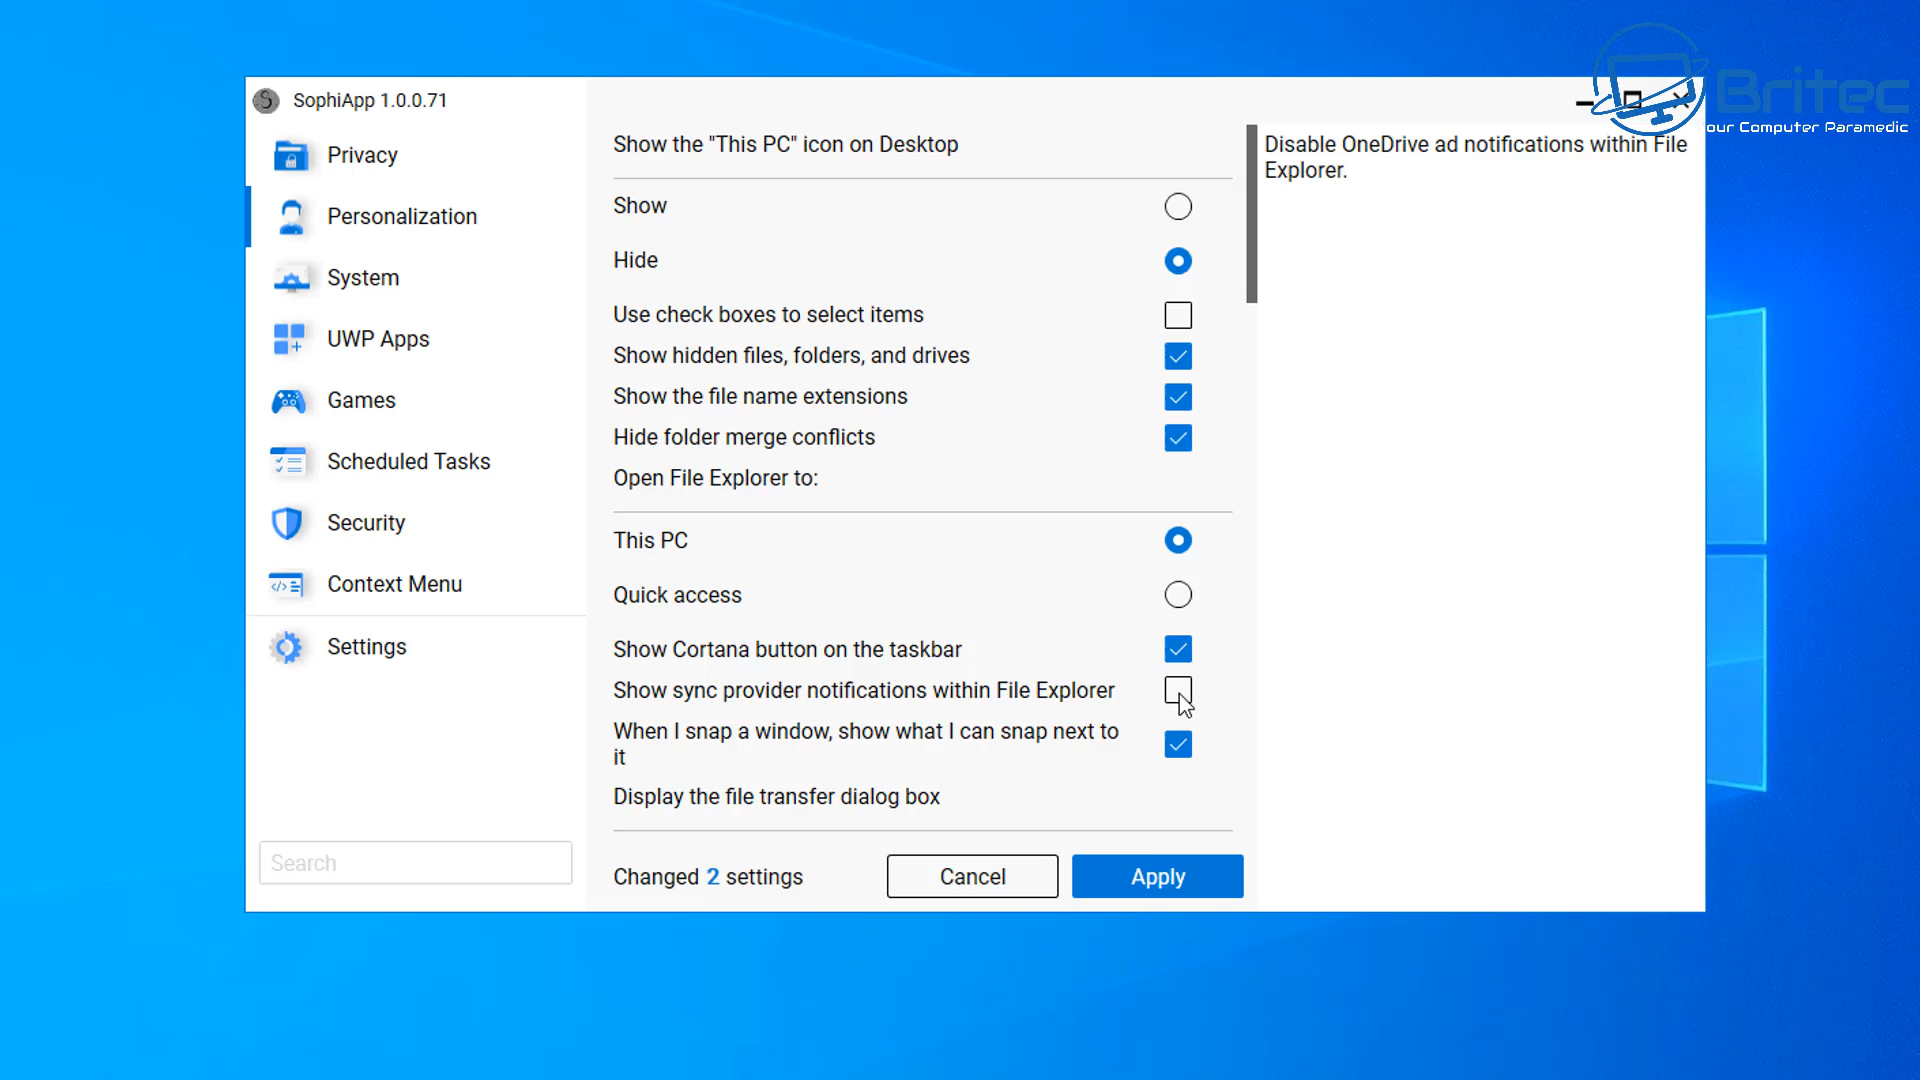 SophiApp 1.0.0.71
Britec
Your Computer Paramedic
Privacy
Personalization
System
UWP Apps
Games
Scheduled Tasks
Security
Context Menu
Settings
Search
Show the "This PC" icon on Desktop
Show
Hide
Use check boxes to select items
Show hidden files, folders, and drives
Show the file name extensions
Hide folder merge conflicts
Open File Explorer to:
This PC
Quick access
Show Cortana button on the taskbar
Show sync provider notifications within File Explorer
When I snap a window, show what I can snap next to
it
Display the file transfer dialog box
Changed 2 settings
Cancel
Apply
Disable OneDrive ad notifications within File
Explorer.